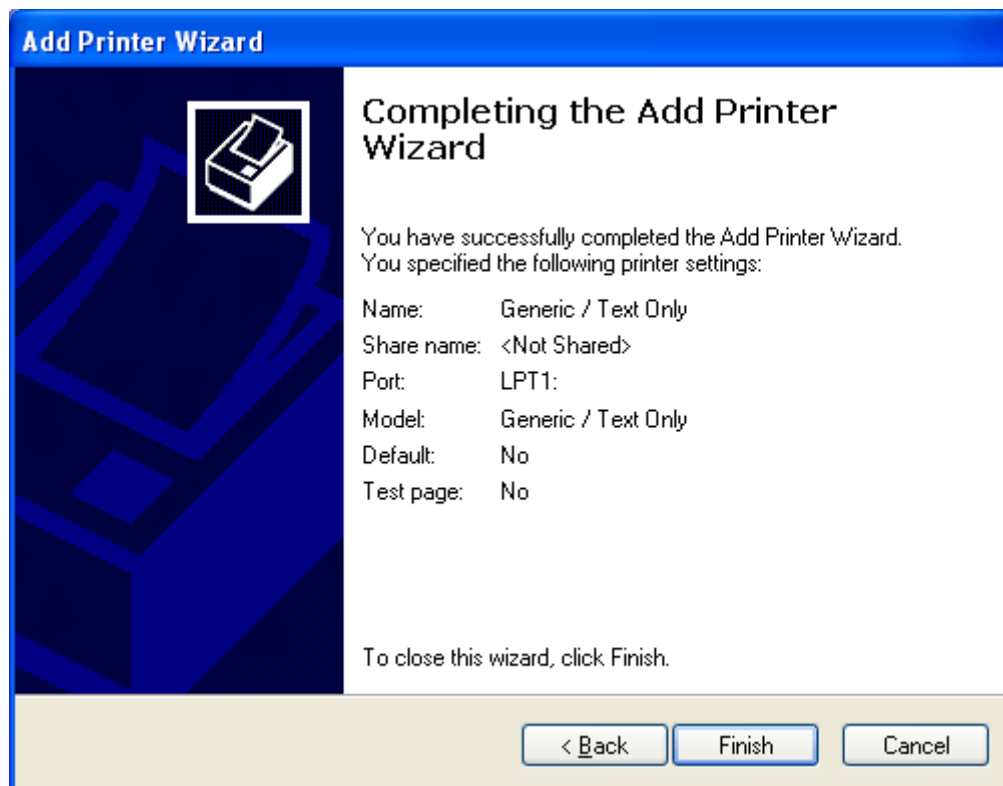 Add Printer Wizard
Completing the Add Printer
Wizard
You have successfully completed the Add Printer Wizard.
You specified the following printer settings:
Name: Generic / Text Only
Share name: <Not Shared>
Port: LPT1:
Model: Generic / Text Only
Default: No
Test page: No
To close this wizard, click Finish.
< Back Finish Cancel